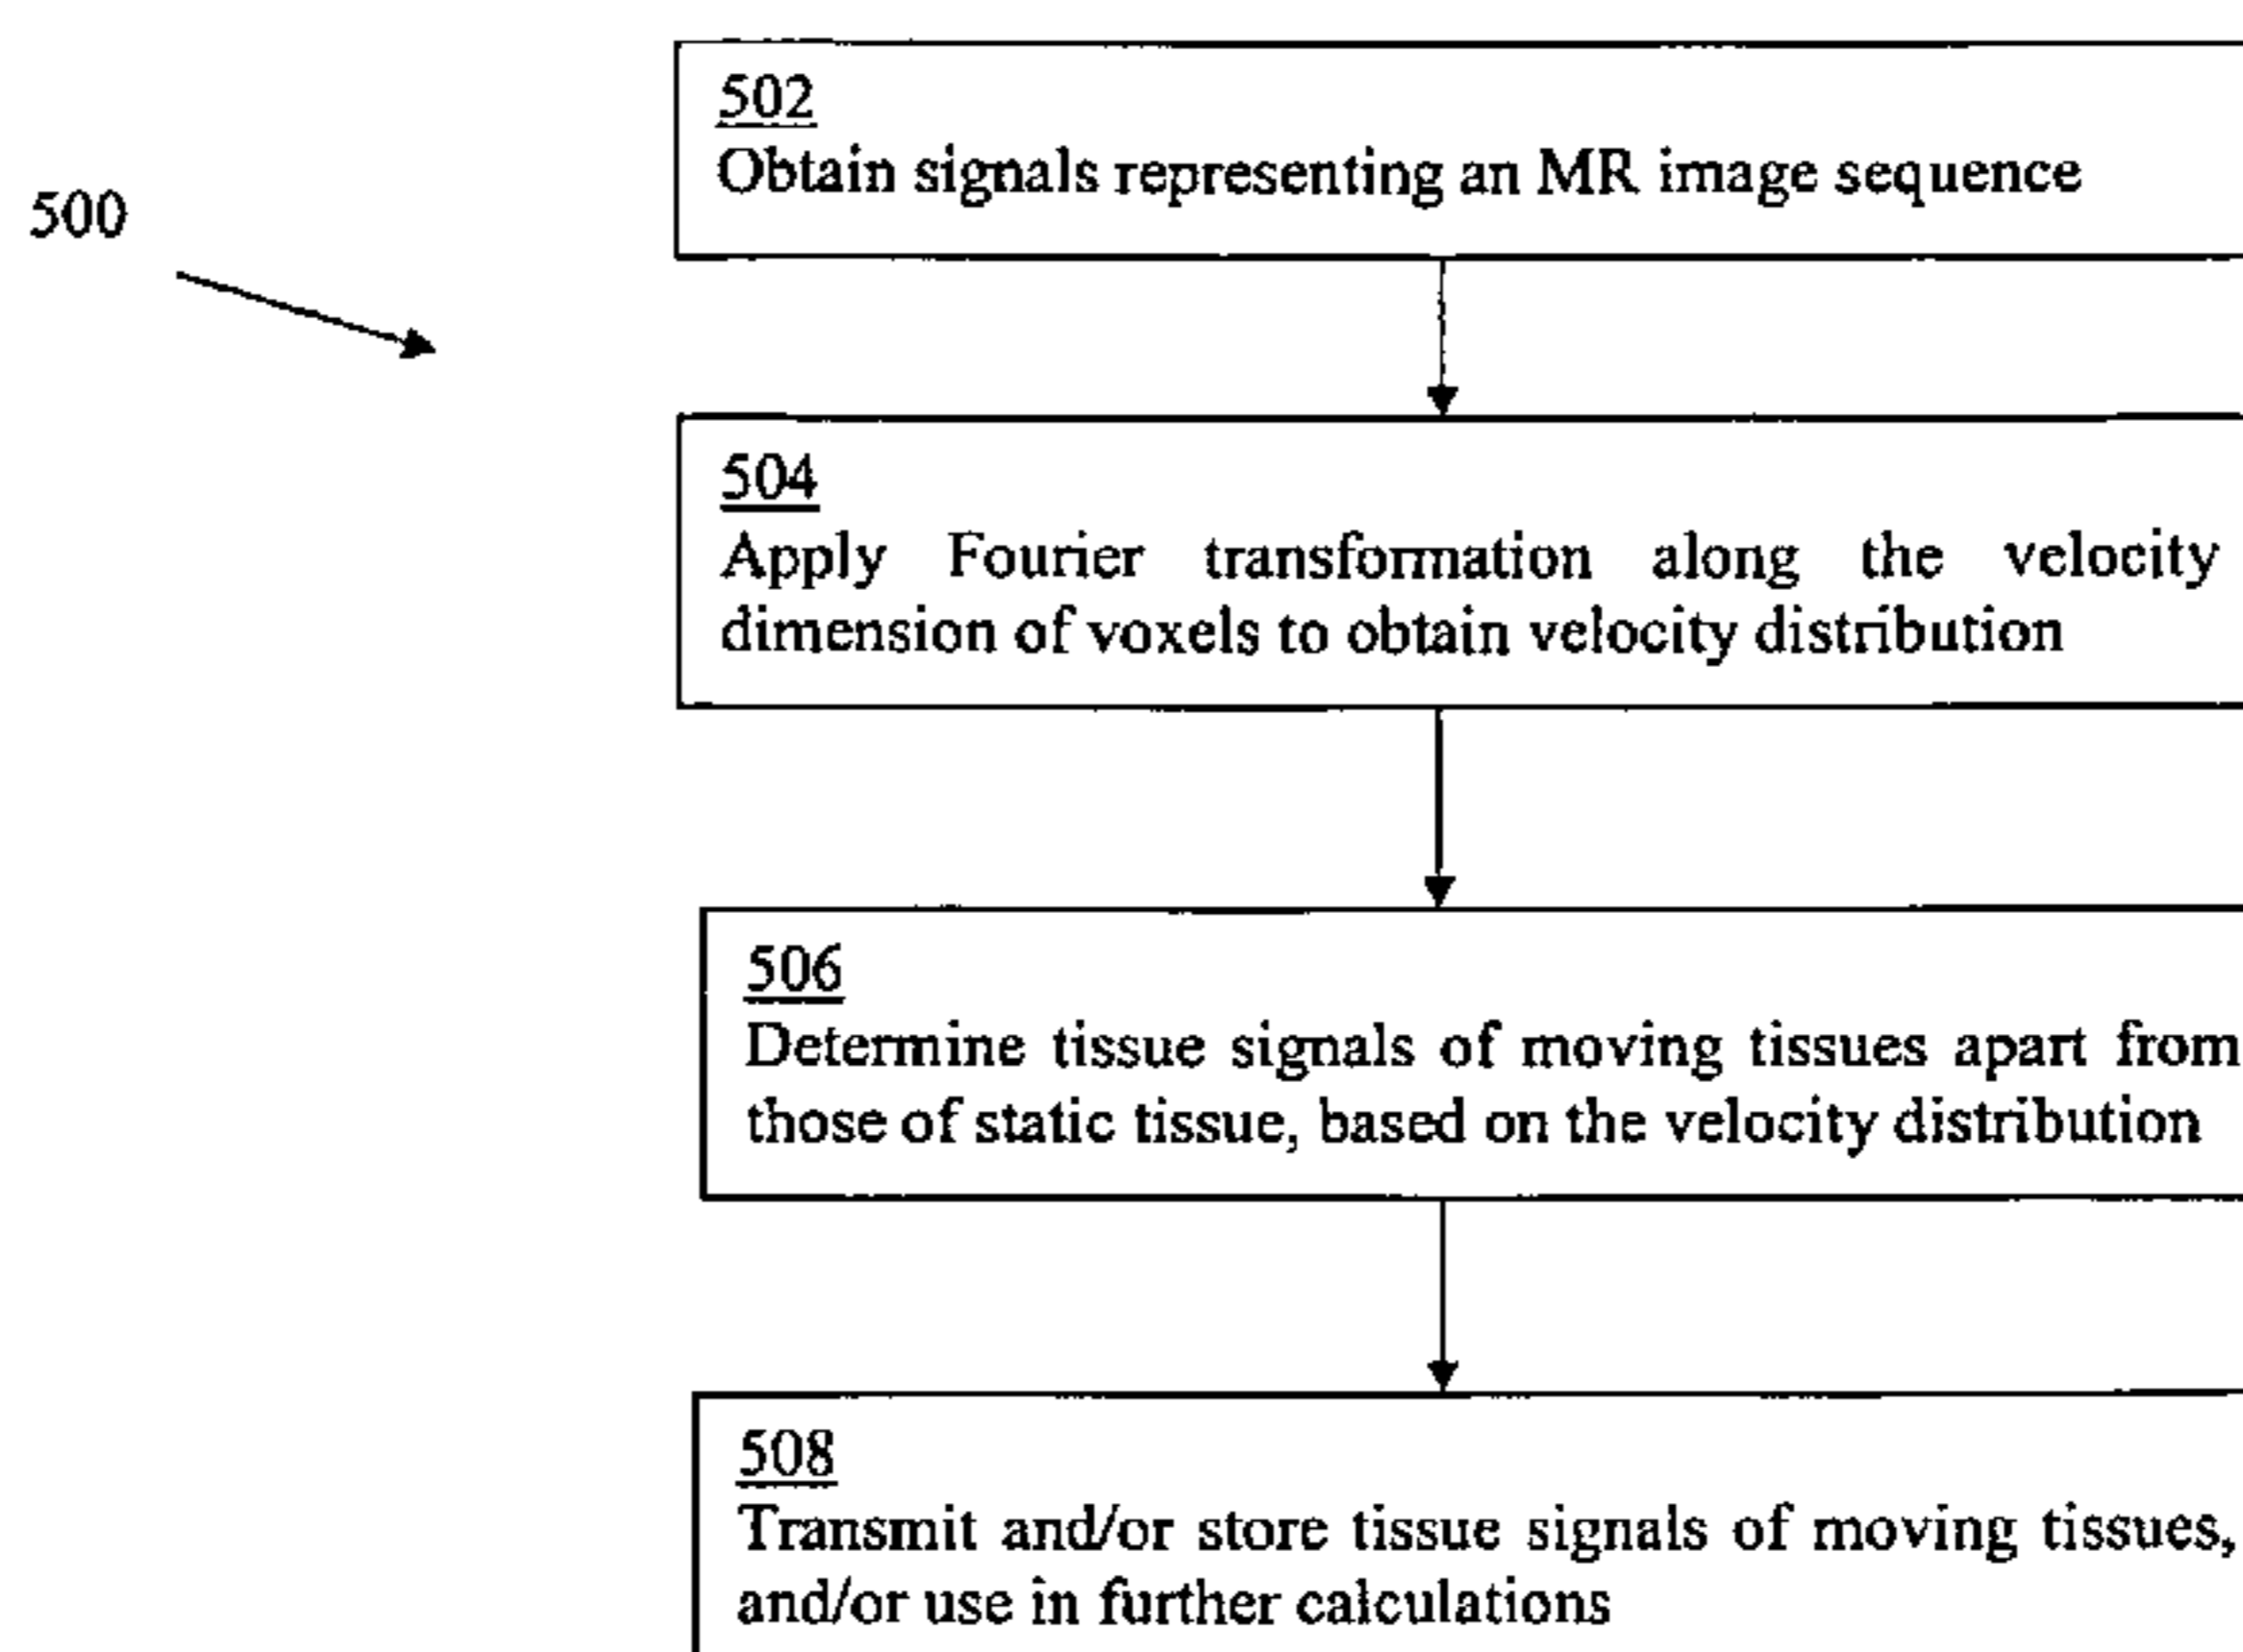 502
Obtain signals representing an MR image sequence
500
504
Apply Fourier transformation along the velocity
dimension of voxels to obtain velocity distribution
506
Determine tissue signals of moving tissues apart from
those of static tissue, based on the velocity distribution
508
Transmit and/or store tissue signals of moving tissues,
and/or use in further calculations